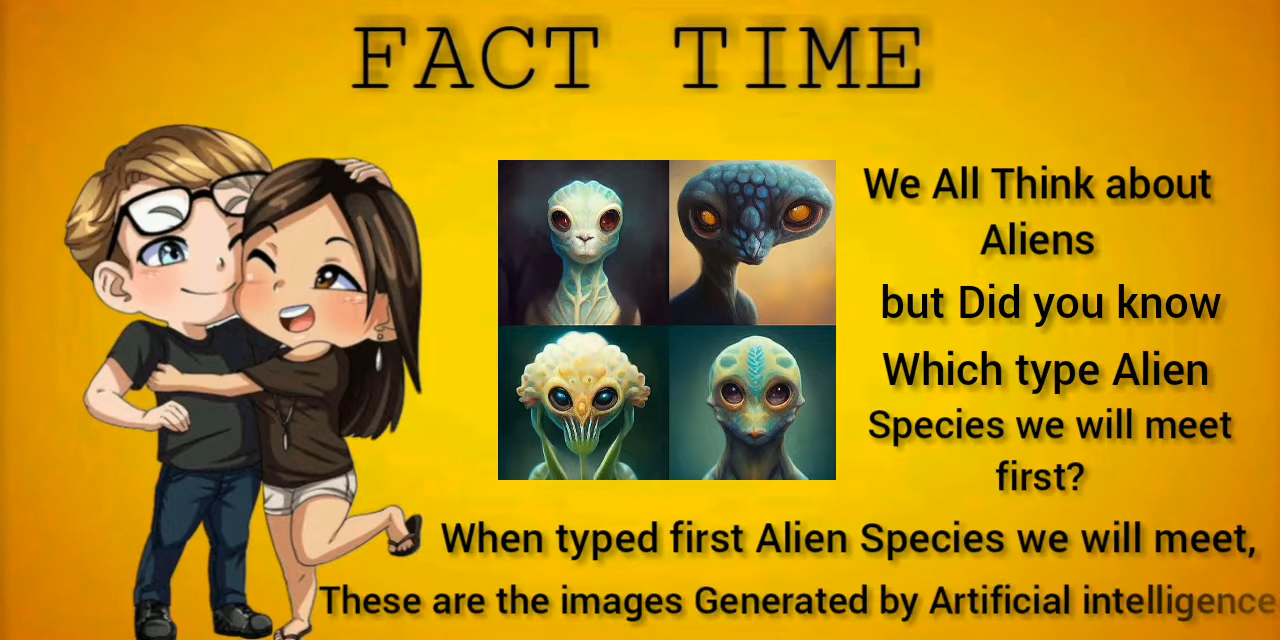 FACT TIME
We All Think about
Aliens
but Did you know
Which type Alien
Species we will meet
first?
When typed first Alien Species we will meet,
These are the images Generated by Artificial intelligence